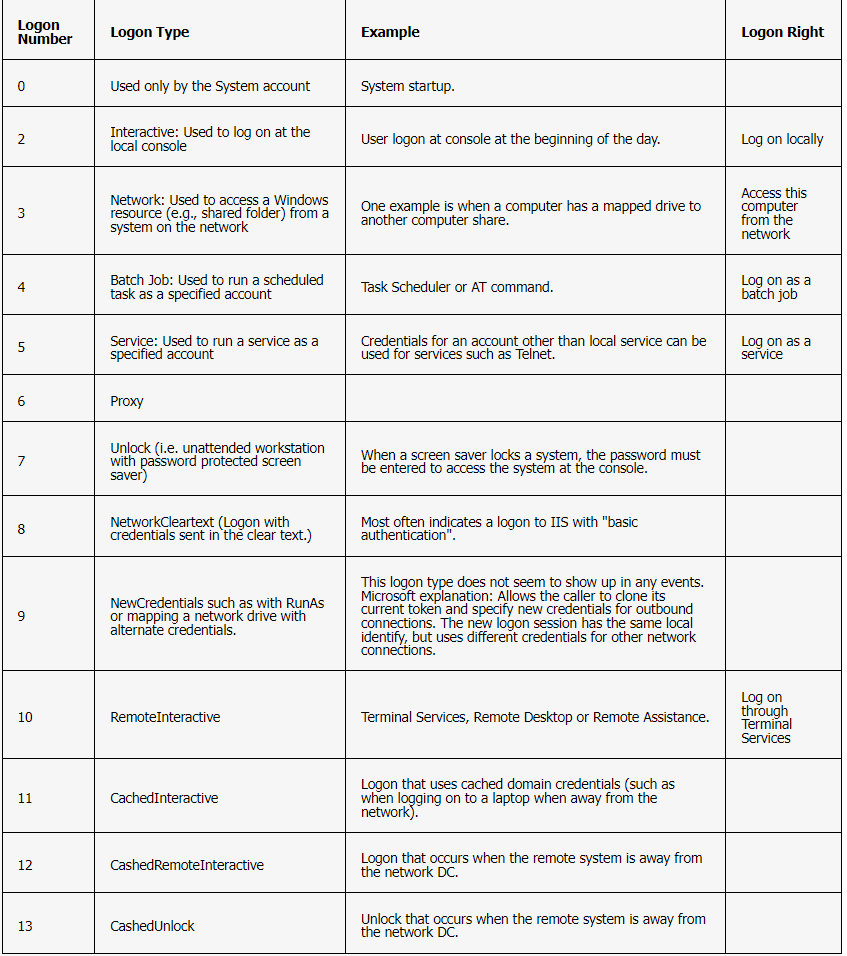 Logon
Number
Logon Type
Example
Logon Right
0
Used only by the System account
System startup.
2
Interactive: Used to log on at the
local console
User logon at console at the beginning of the day.
Log on locally
3
Network: Used to access a Windows
resource (e.g., shared folder) from a
system on the network
One example is when a computer has a mapped drive to
another computer share.
Access this
computer
from the
network
4
Batch Job: Used to run a scheduled
task as a specified account
Task Scheduler or AT command.
Log on as a
batch job
5
Service: Used to run a service as a
specified account
Credentials for an account other than local service can be
used for services such as Telnet.
Log on as a
service
6
Proxy
7
Unlock (i.e. unattended workstation
with password protected screen
saver)
When a screen saver locks a system, the password must
be entered to access the system at the console.
8
NetworkCleartext (Logon with
credentials sent in the clear text.)
Most often indicates a logon to IIS with "basic
authentication".
9
NewCredentials such as with RunAs
or mapping a network drive with
alternate credentials.
This logon type does not seem to show up in any events.
Microsoft explanation: Allows the caller to clone its
current token and specify new credentials for outbound
connections. The new logon session has the same local
identify, but uses different credentials for other network
connections.
10
RemoteInteractive
Terminal Services, Remote Desktop or Remote Assistance.
Log on
through
Terminal
Services
11
CachedInteractive
Logon that uses cached domain credentials (such as
when logging on to a laptop when away from the
network).
12
CashedRemoteInteractive
Logon that occurs when the remote system is away from
the network DC.
13
CashedUnlock
Unlock that occurs when the remote system is away from
the network DC.